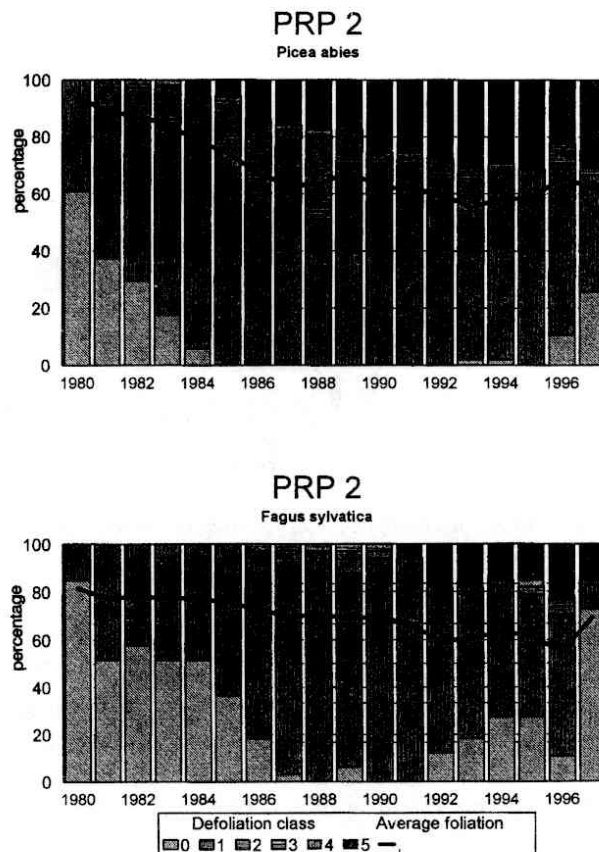 PRP 2
Picea abies
percentage
100
80
60
40
20
0
1980 1982 1984 1986 1988 1990 1992 1994 1996
PRP 2
Fagus sylvatica
percentage
100
80
60
40
20
0
1980 1982 1984 1986 1988 1990 1992 1994 1996
Defoliation class Average foliation
0 1 2 3 4 5